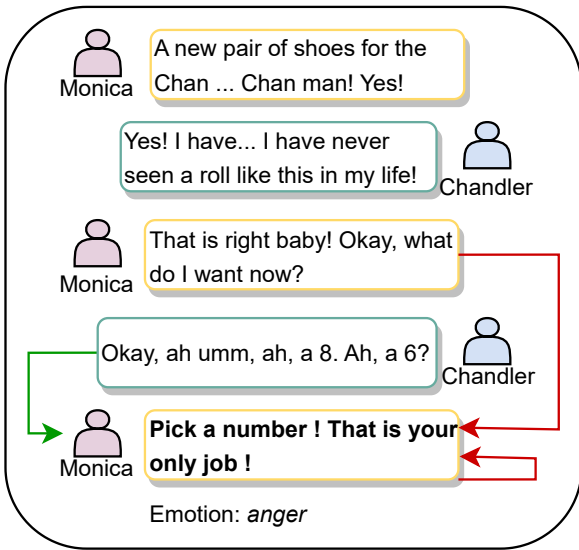 A new pair of shoes for the
Chan ... Chan man! Yes!
Monica
Yes! I have... I have never
seen a roll like this in my life!
Chandler
That is right baby! Okay, what
do I want now?
Monica
Okay, ah umm, ah, a 8. Ah, a 6?
Chandler
Pick a number ! That is your
only job !
Monica
Emotion: anger